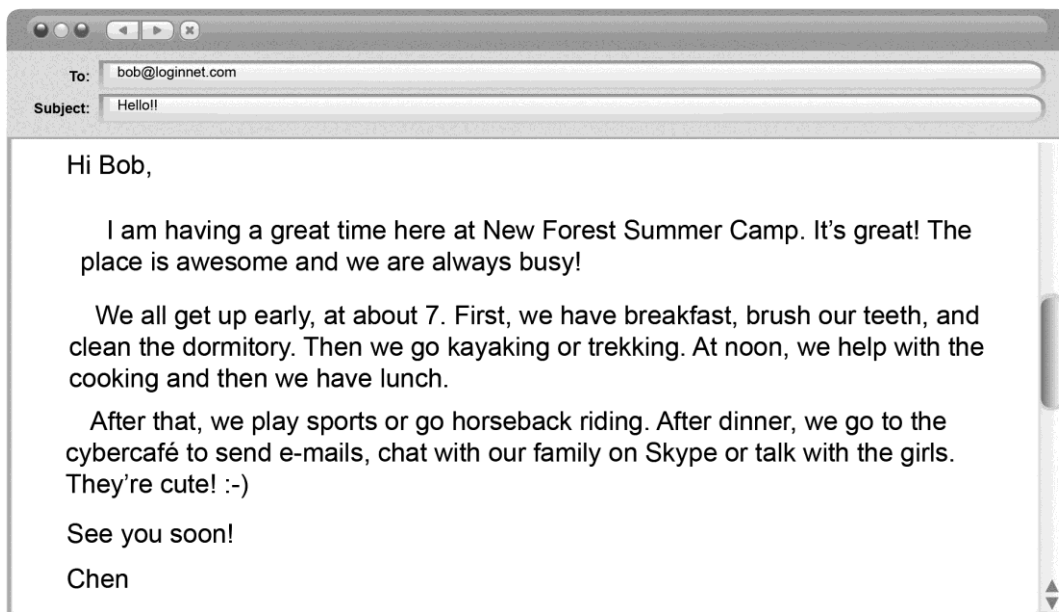 To: bob@loginnet.com
Subject: Hello!!
Hi Bob,
I am having a great time here at New Forest Summer Camp. It’s great! The
place is awesome and we are always busy!
We all get up early, at about 7. First, we have breakfast, brush our teeth, and
clean the dormitory. Then we go kayaking or trekking. At noon, we help with the
cooking and then we have lunch.
After that, we play sports or go horseback riding. After dinner, we go to the
cybercafé to send e-mails, chat with our family on Skype or talk with the girls.
They’re cute! :-)
See you soon!
Chen